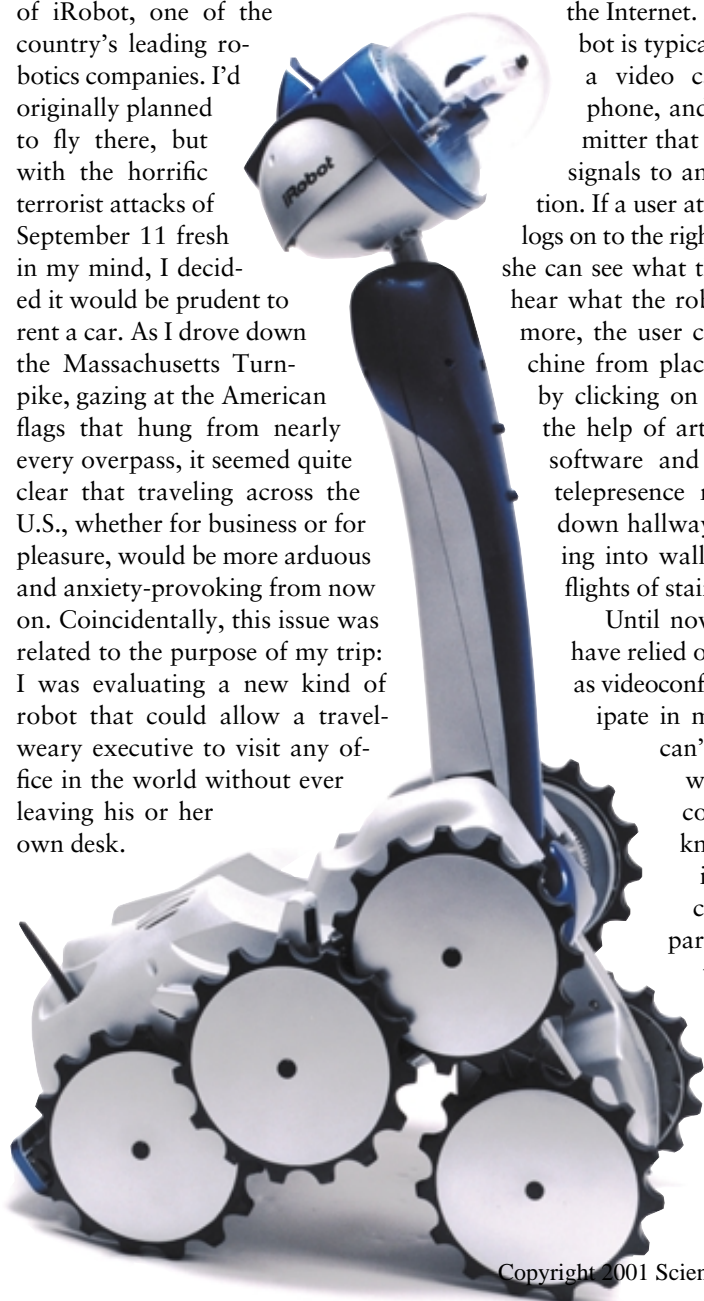 of iRobot, one of the
country's leading ro-
botics companies. I'd
originally planned
to fly there, but
with the horrific
terrorist attacks of
September 11 fresh
in my mind, I decid-
ed it would be prudent to
rent a car. As I drove down
the Massachusetts Turn-
pike, gazing at the American
flags that hung from nearly
every overpass, it seemed quite
clear that traveling across the
U.S., whether for business or for
pleasure, would be more arduous
and anxiety-provoking from now
on. Coincidentally, this issue was
related to the purpose of my trip:
I was evaluating a new kind of
robot that could allow a travel-
weary executive to visit any of-
fice in the world without ever
leaving his or her
own desk.
iRobot
the Internet.
bot is typica
a video c
phone, and
mitter that
signals to an
tion. If a user at
logs on to the righ
she can see what t
hear what the rob
more, the user c
chine from plac
by clicking on
the help of art
software and
telepresence
down hallway
ing into wall
flights of stair
Until nov
have relied o
as videoconf
ipate in m
can'
w
co
kn
i
c
par
Copyright 2001 Scien